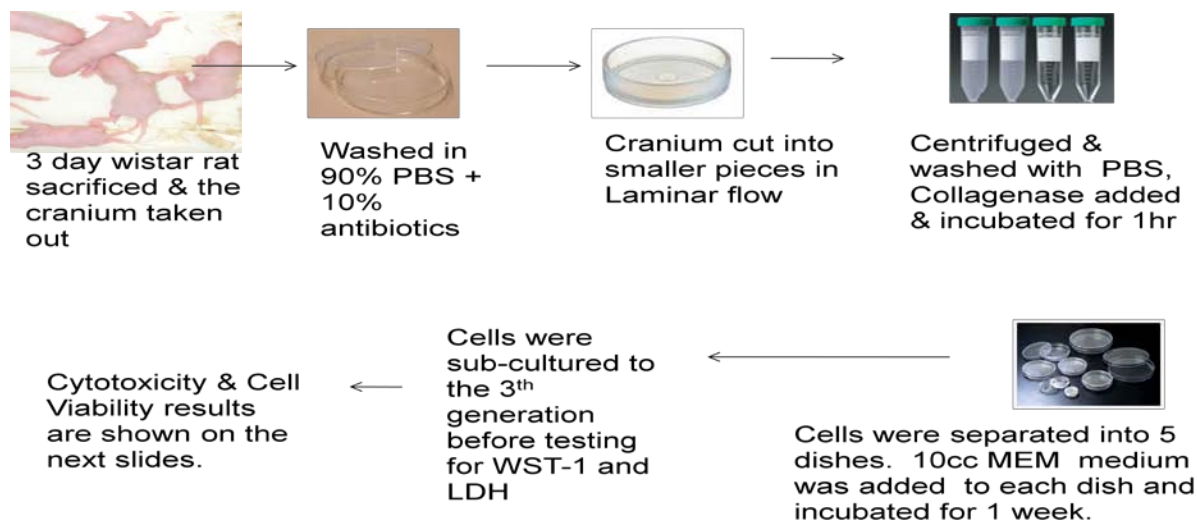 3 day wistar rat
sacrificed & the
cranium taken
out
Washed in
90% PBS +
10%
antibiotics
Cranium cut into
smaller pieces in
Laminar flow
Centrifuged &
washed with PBS,
Collagenase added
& incubated for 1hr
Cells were separated into 5
dishes. 10cc MEM medium
was added to each dish and
incubated for 1 week.
Cells were
sub-cultured to
the 3th
generation
before testing
for WST-1 and
LDH
Cytotoxicity & Cell
Viability results
are shown on the
next slides.